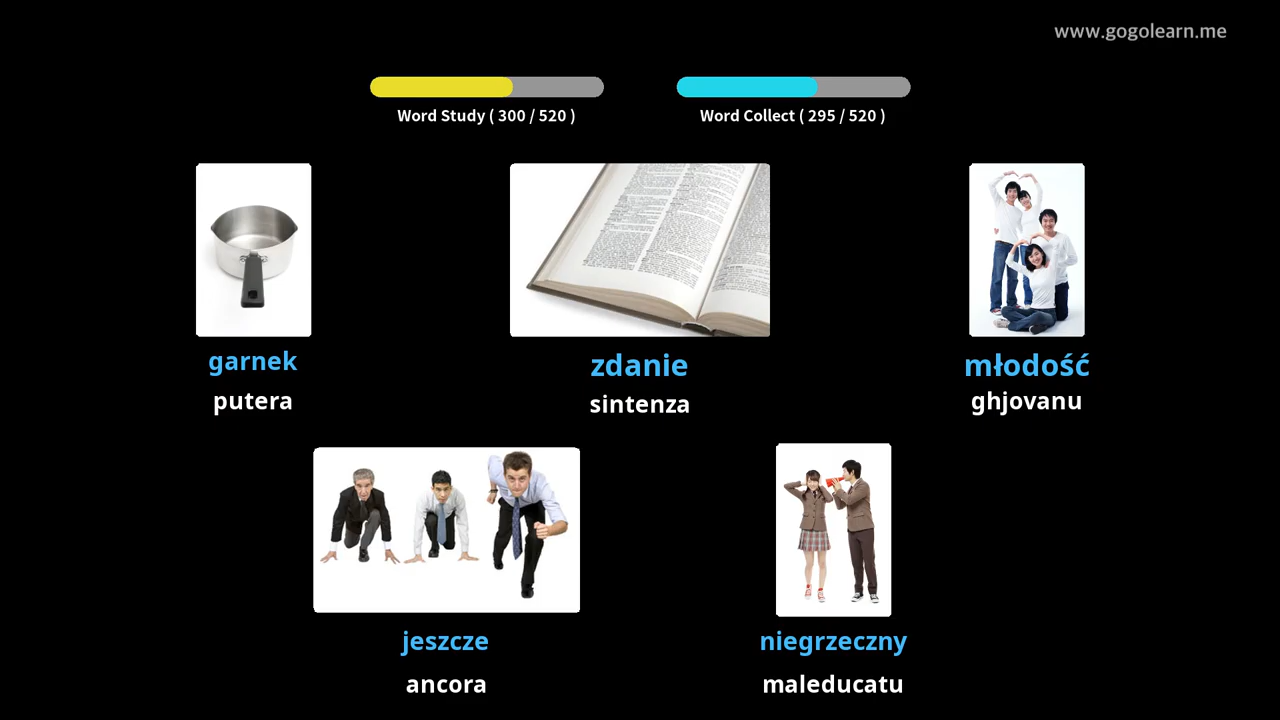 www.gogolearn.me
Word Study ( 300 / 520 )
Word Collect ( 295 / 520 )
garnek
putera
zdanie
sintenza
młodość
ghjovanu
jeszcze
ancora
niegrzeczny
maleducatu